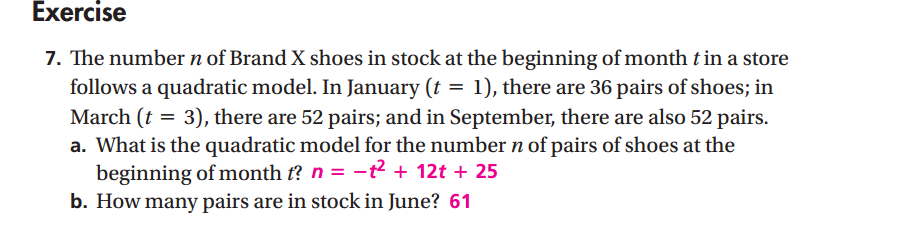 Exercise
7. The number n of Brand X shoes in stock at the beginning of month t in a store
follows a quadratic model. In January (t = 1), there are 36 pairs of shoes; in
March (t = 3), there are 52 pairs; and in September, there are also 52 pairs.
a. What is the quadratic model for the number n of pairs of shoes at the
beginning of month t? n = −t² + 12t + 25
b. How many pairs are in stock in June? 61